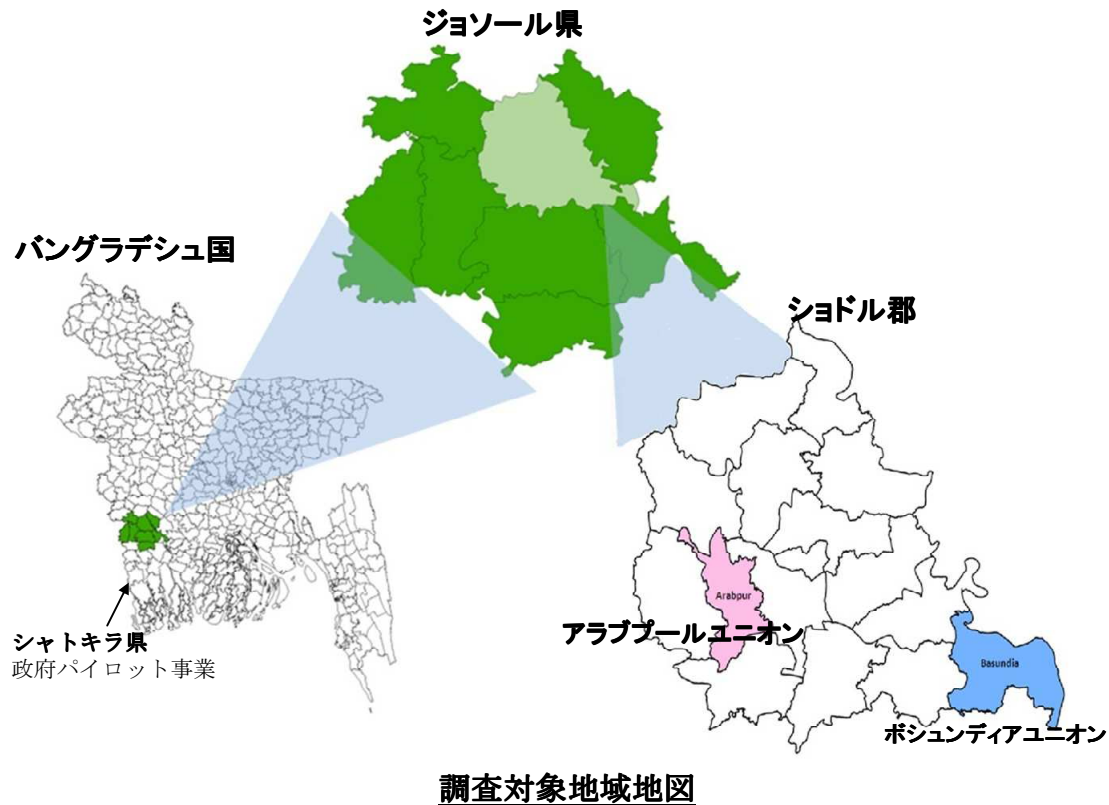 ジョソール県
バングラデシュ国
ショドル郡
Arabpur
アラブプールユニオン
シャトキラ県
政府パイロット事業
Basundia
ボシュンディアユニオン
調査対象地域地図